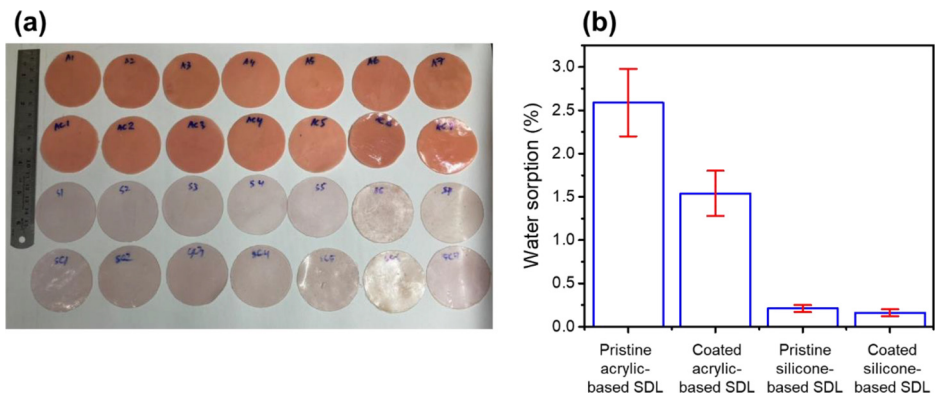 (a)
A1 A2 A3 A4 A5 A6 A7
AC1 AC2 AC3 AC4 AC5
S1 S2 S3 S4 S5
SC1 SC2 SC3 SC4 SC5
(b)
Water sorption (%)
3.0
2.5
2.0
1.5
1.0
0.5
0.0
Pristine acrylic-based SDL
Coated acrylic-based SDL
Pristine silicone-based SDL
Coated silicone-based SDL